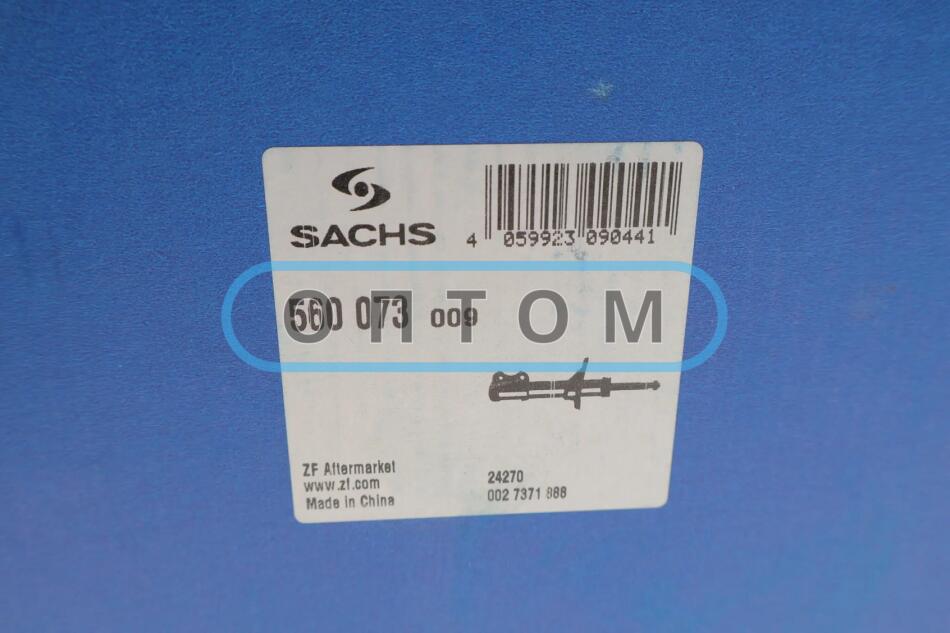 SACHS
4 059923 090441
560 073 009
ОПТОМ
ZF Aftermarket
www.zf.com
Made in China
24270
002 7371 888